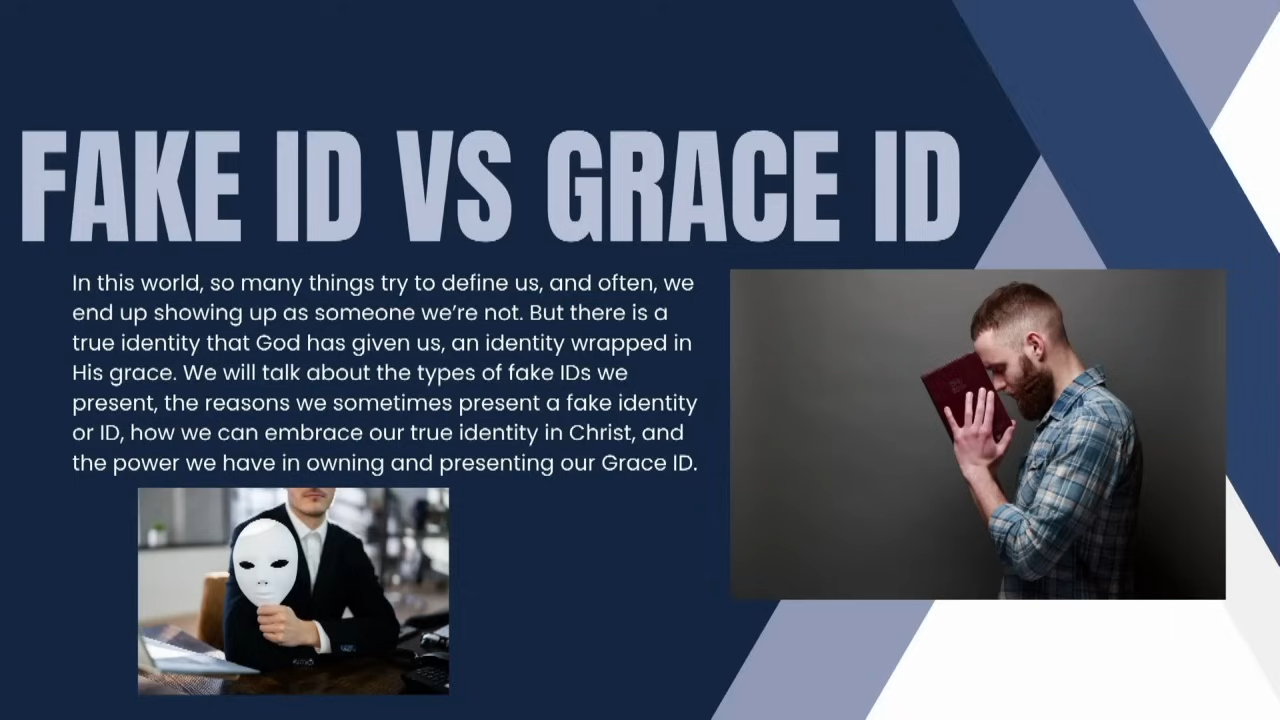 FAKE ID VS GRACE ID
In this world, so many things try to define us, and often, we
end up showing up as someone we’re not. But there is a
true identity that God has given us, an identity wrapped in
His grace. We will talk about the types of fake IDs we
present, the reasons we sometimes present a fake identity
or ID, how we can embrace our true identity in Christ, and
the power we have in owning and presenting our Grace ID.